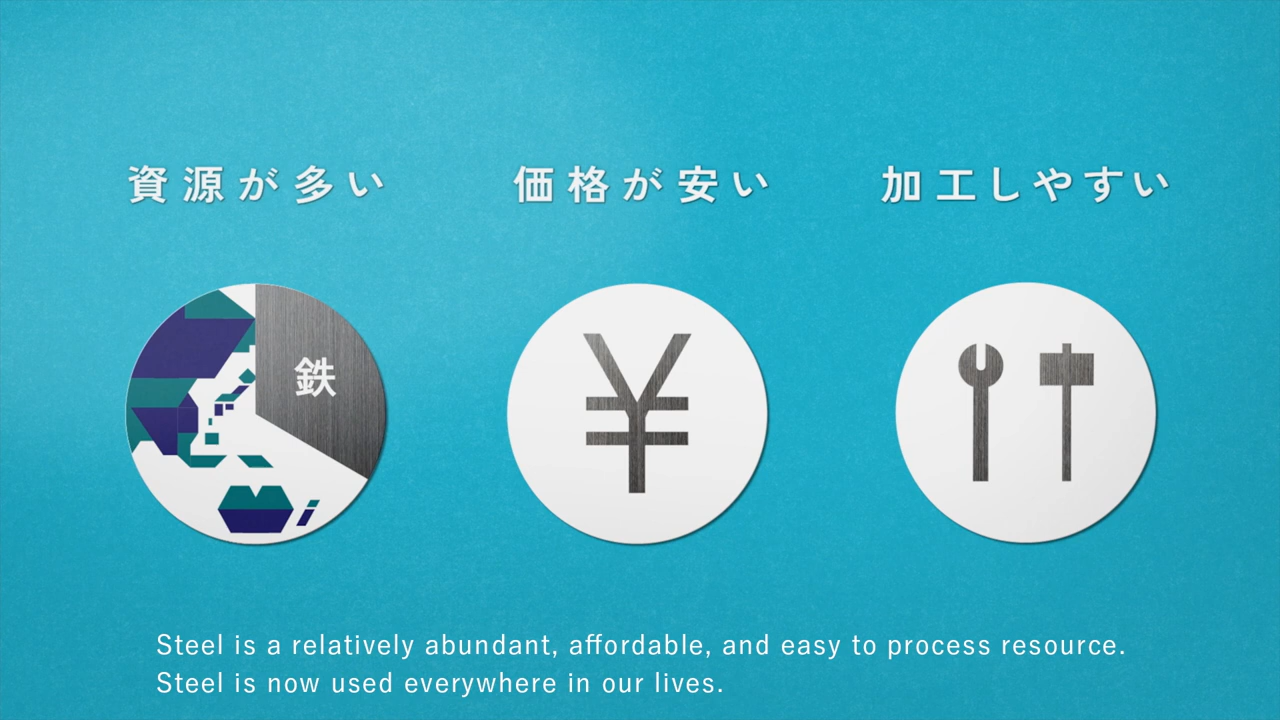 資源が多い
価格が安い
加工しやすい
鉄
¥
Steel is a relatively abundant, affordable, and easy to process resource.
Steel is now used everywhere in our lives.